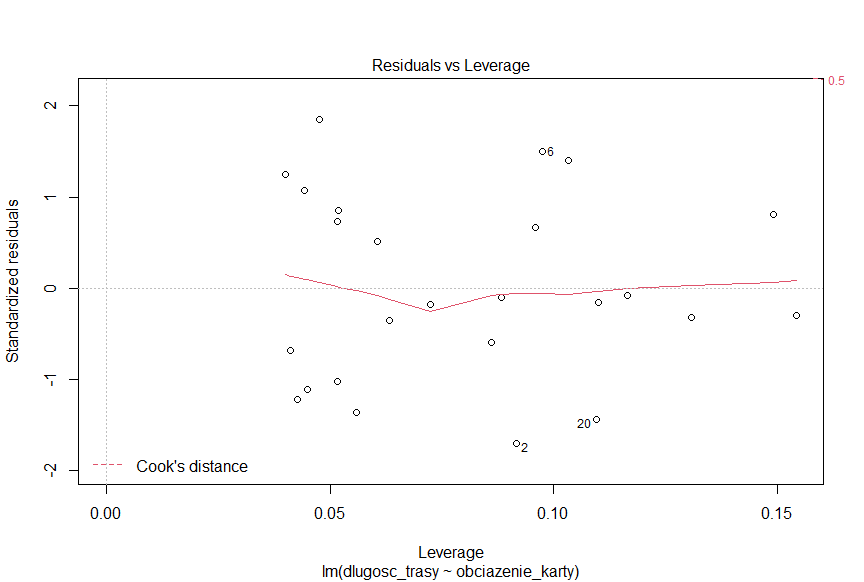 Residuals vs Leverage
0.5
2
1
0
-1
-2
Standardized residuals
6
20
2
Cook's distance
0.00
0.05
0.10
0.15
Leverage
lm(dlugosc_trasy ~ obciazenie_karty)